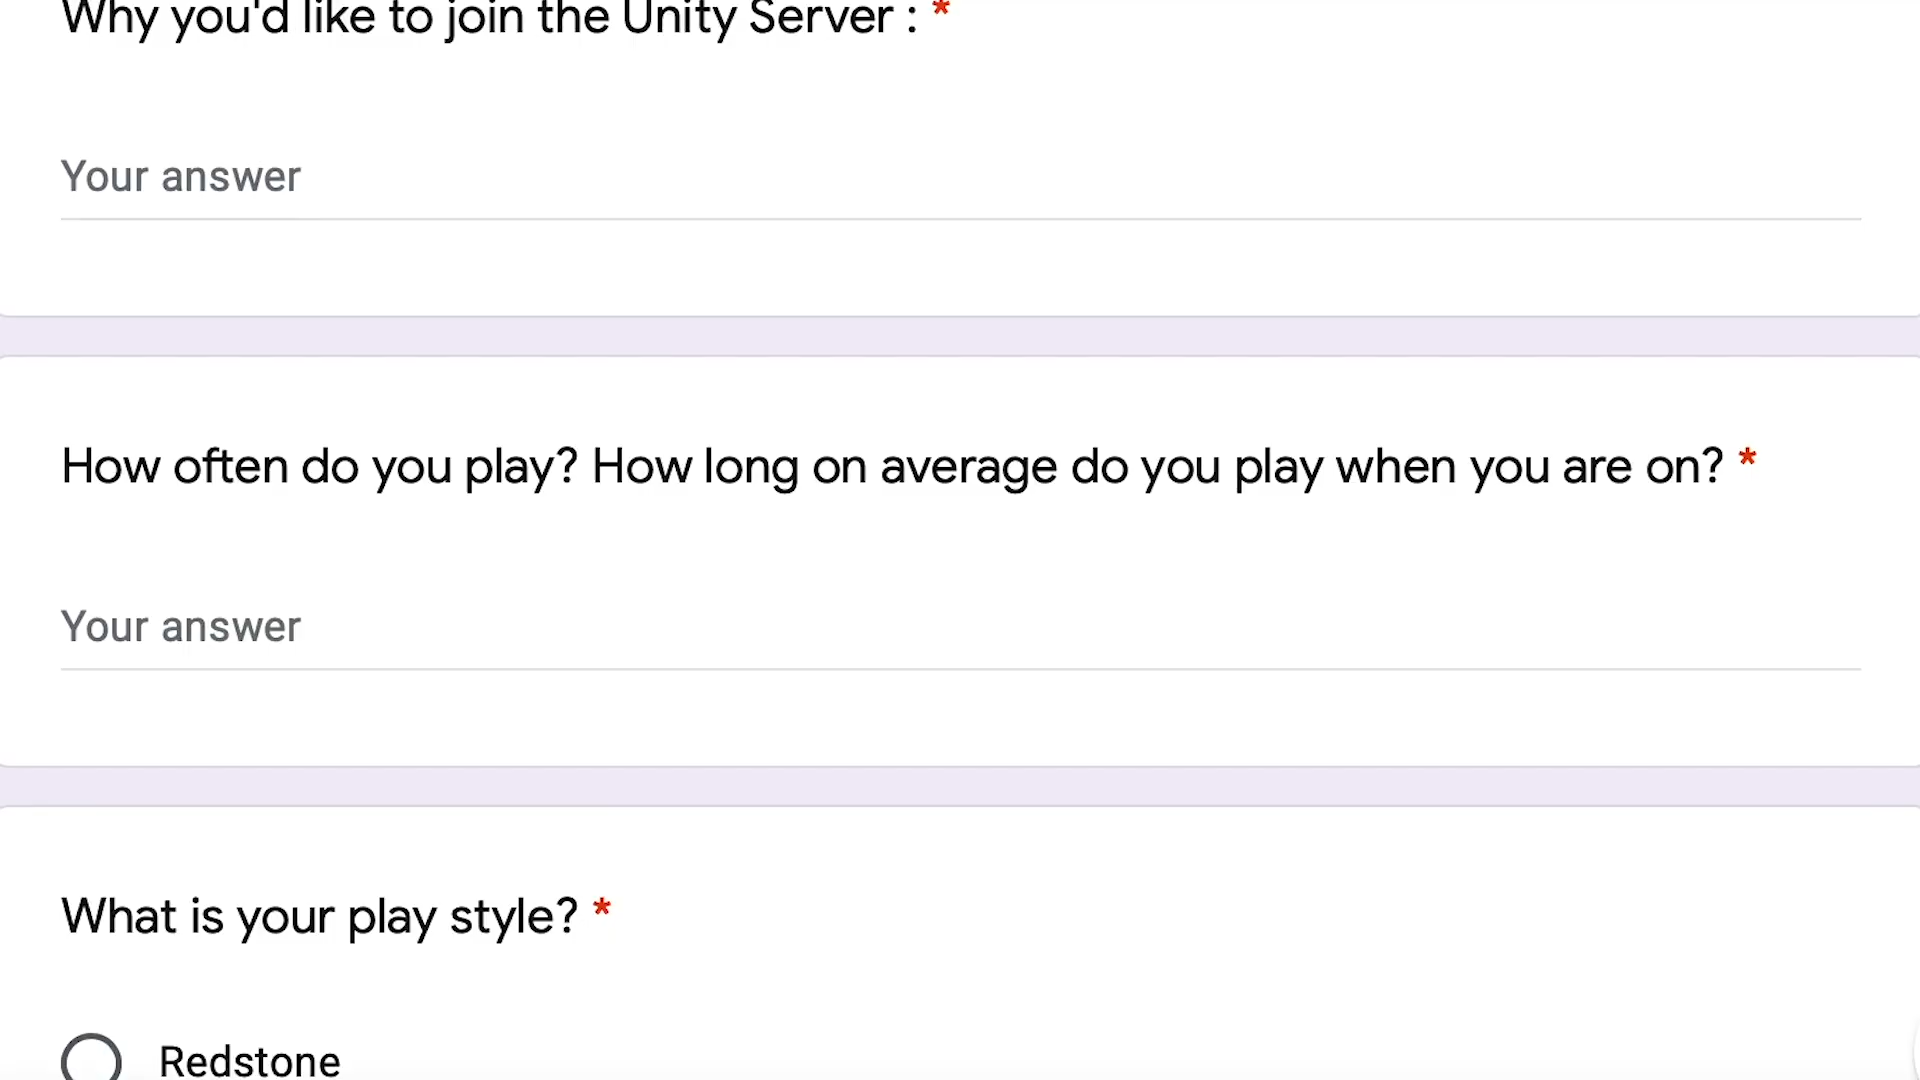 Why you'd like to join the Unity Server : *
Your answer
How often do you play? How long on average do you play when you are on? *
Your answer
What is your play style? *
Redstone